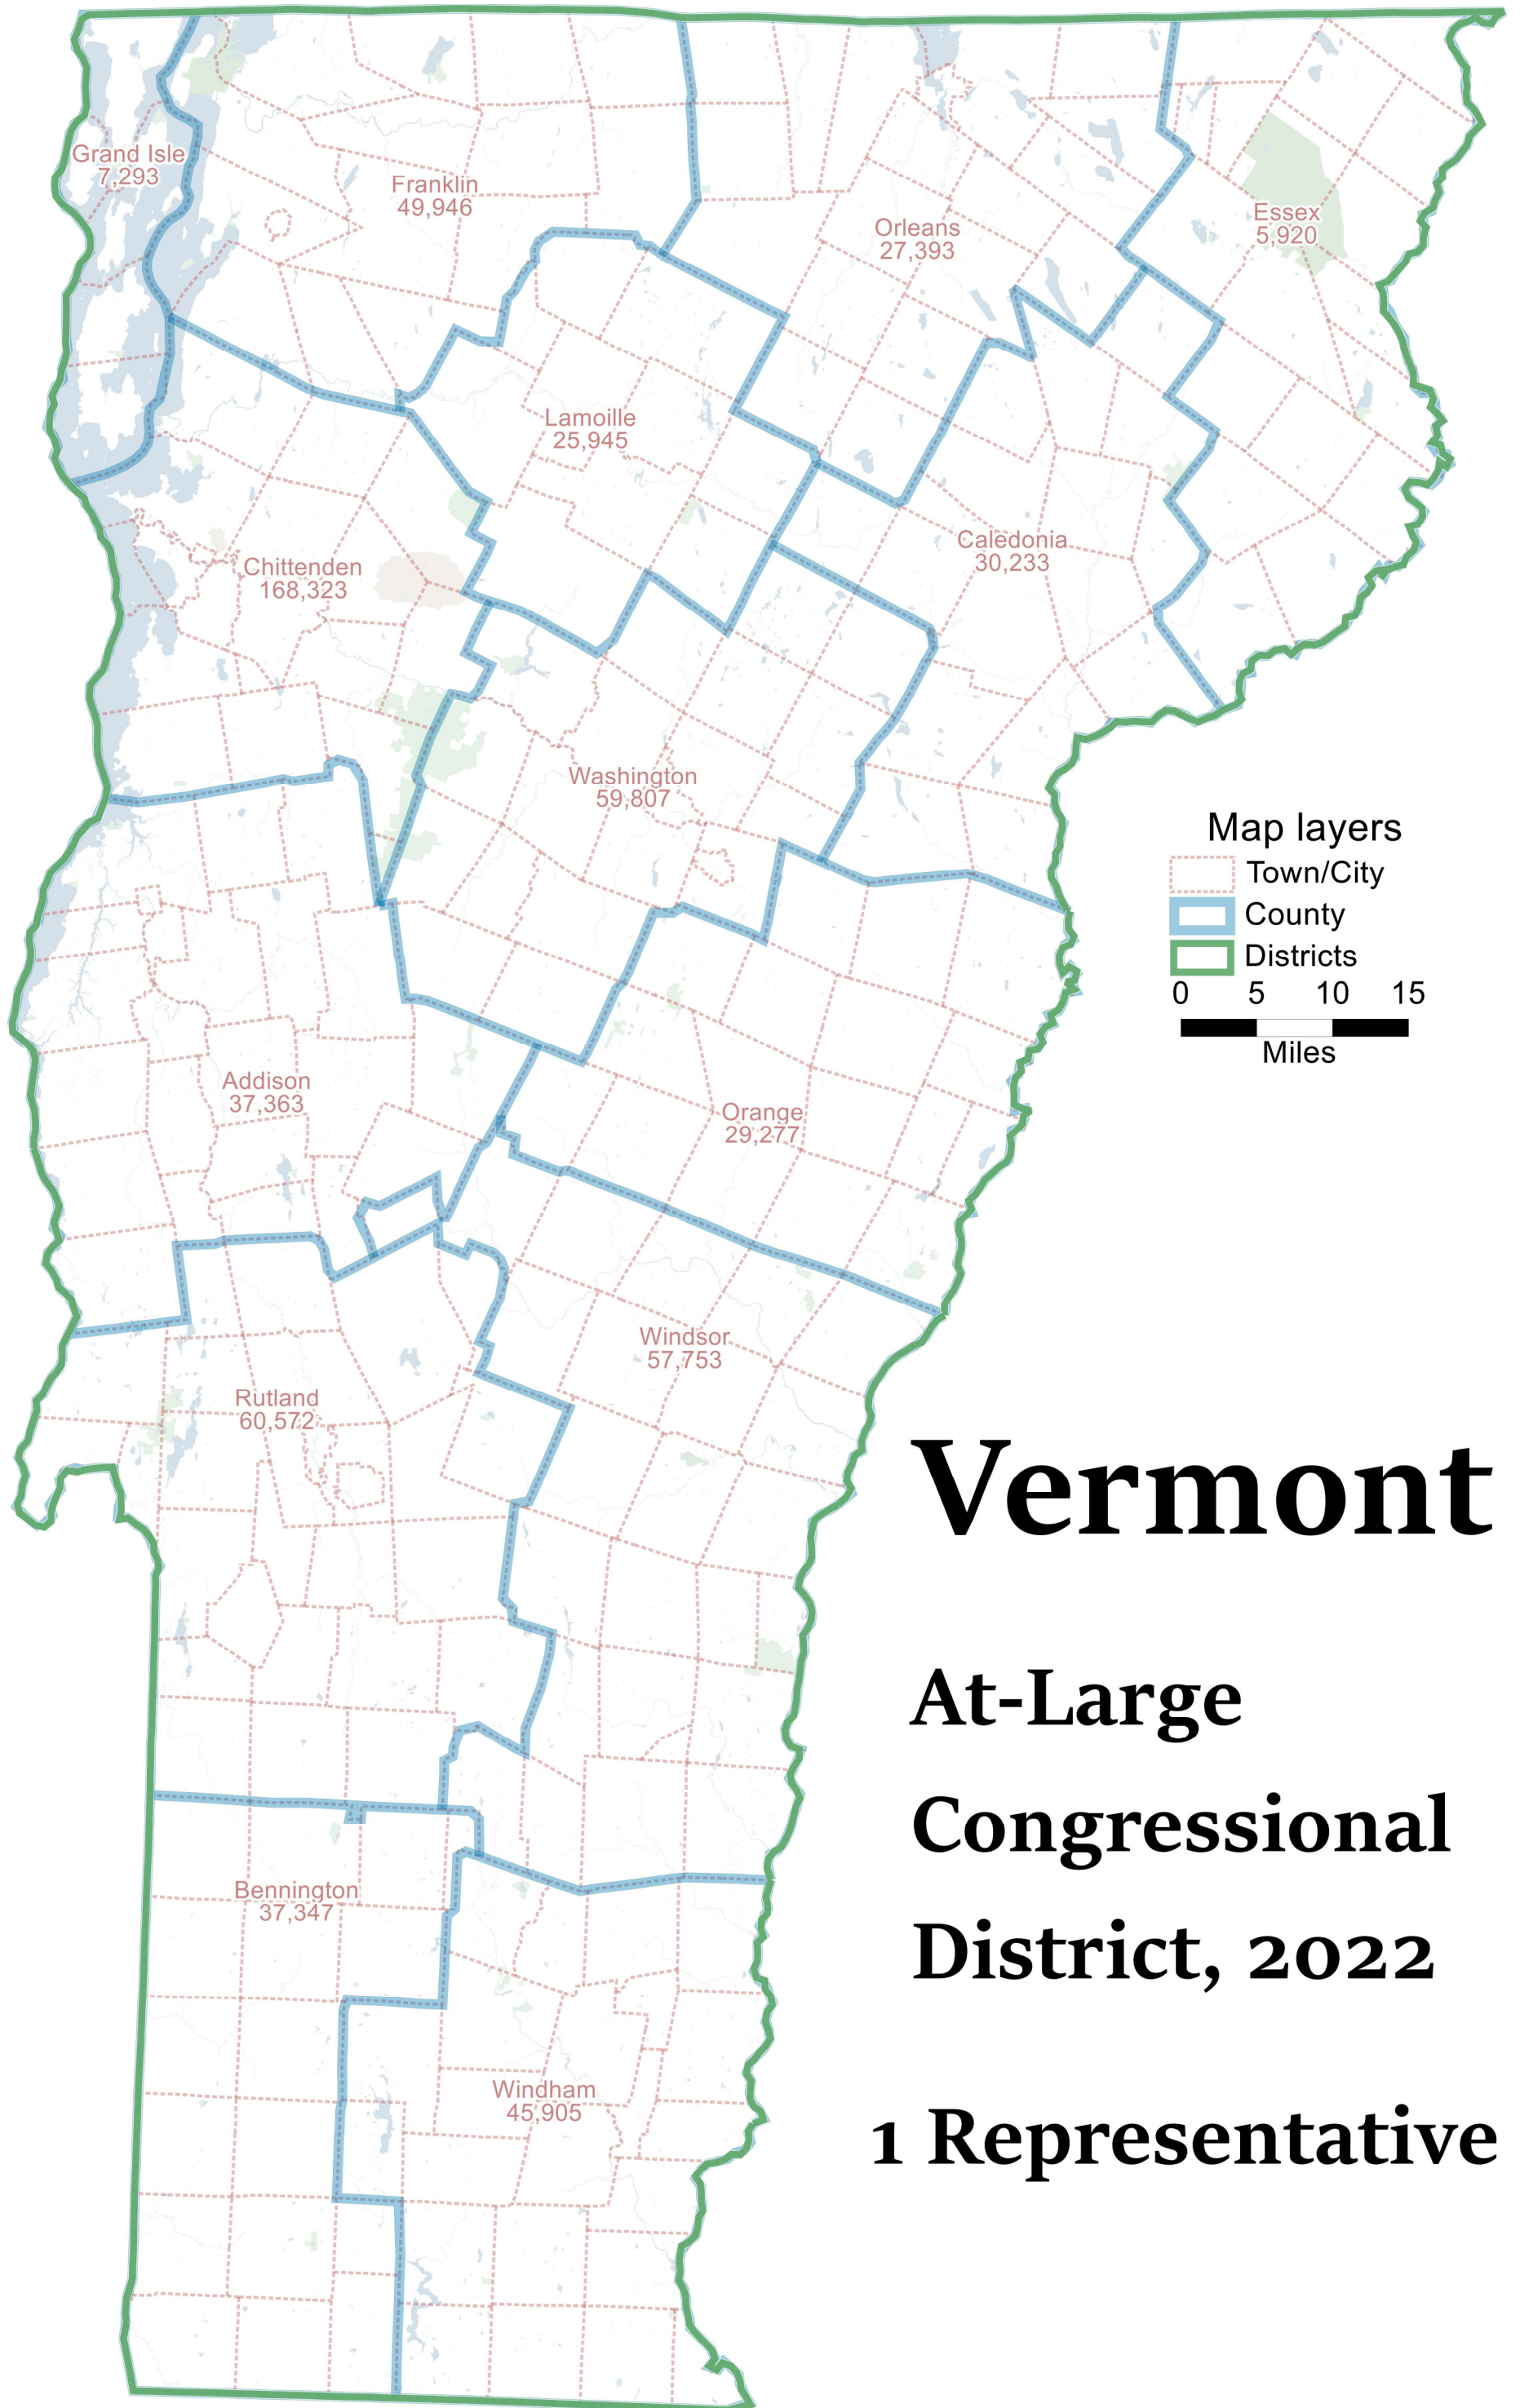 Grand Isle
7,293
Franklin
49,946
Orleans
27,393
Essex
5,920
Lamoille
25,945
Caledonia
30,233
Chittenden
168,323
Washington
59,807
Map layers
Town/City
County
Districts
0 5 10 15
Miles
Addison
37,363
Orange
29,277
Windsor
57,753
Rutland
60,572
Vermont
At-Large
Congressional
District, 2022
1 Representative
Bennington
37,347
Windham
45,905